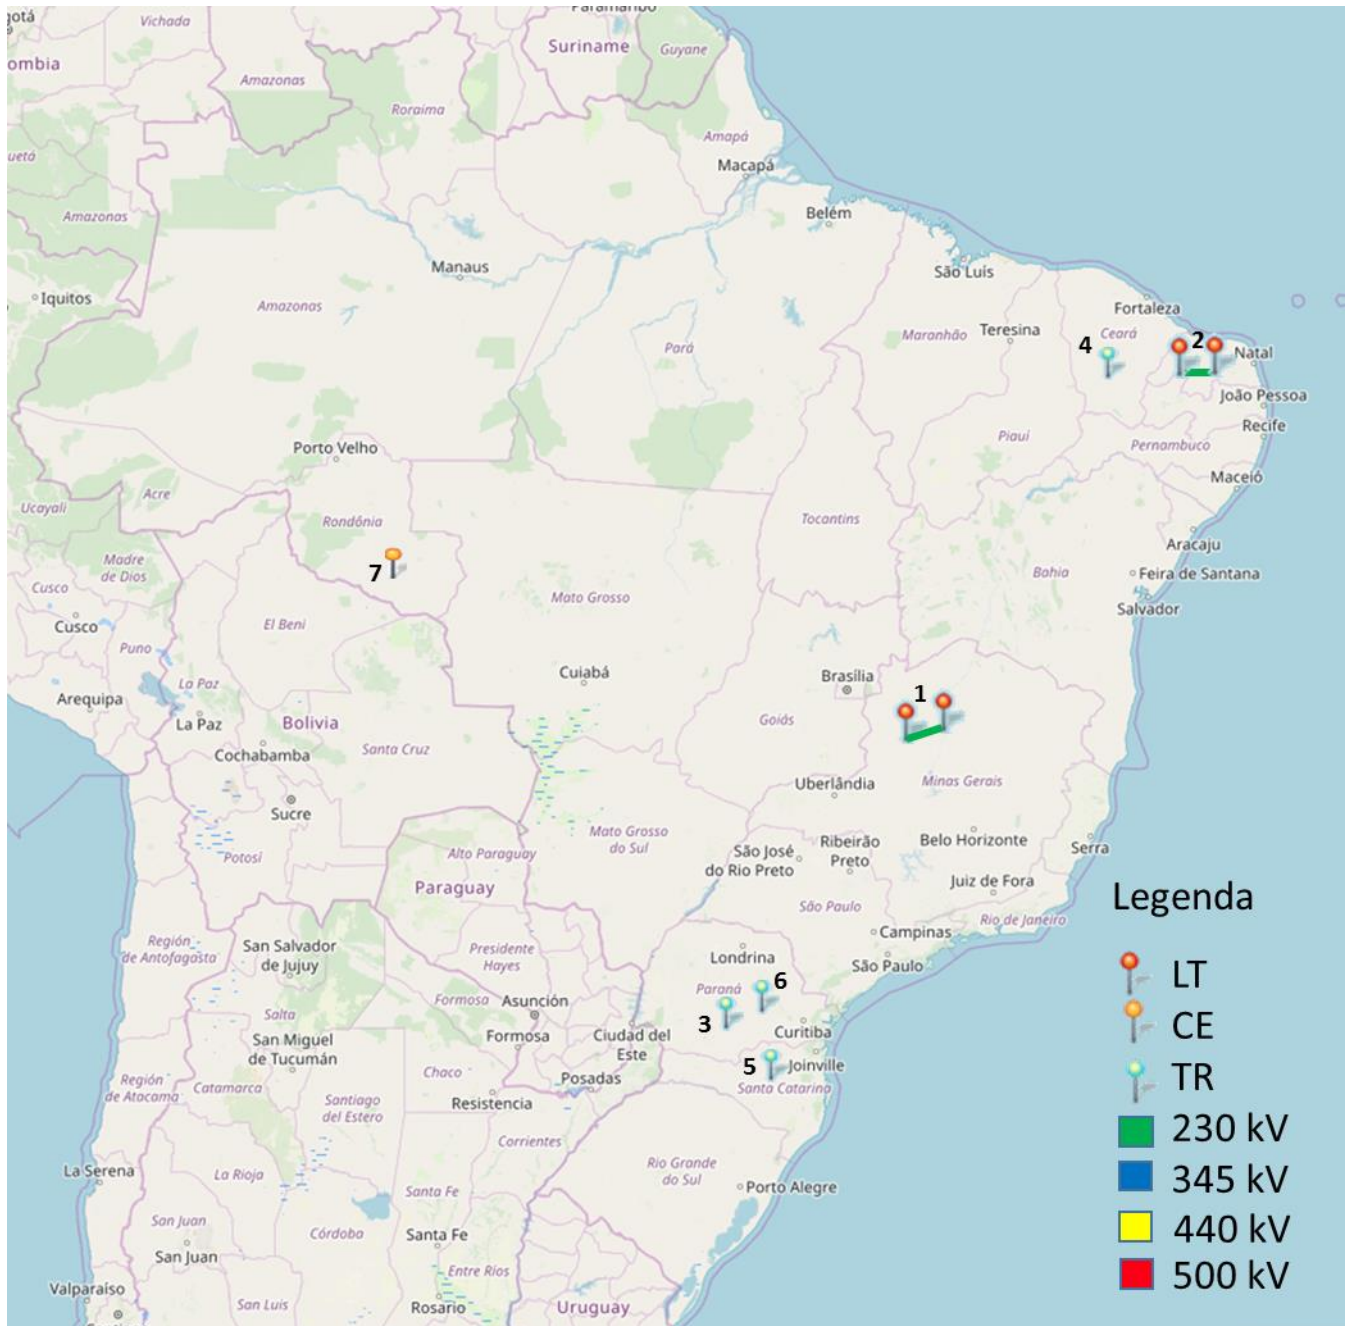 gotá
Vichada
Paramaribo
ombia
Suriname
Guyane
Amazonas
Roraima
uetá
Amapá
Macapá
Amazonas
Belém
Manaus
São Luís
Iquitos
Amazonas
Fortaleza
Maranhão
Teresina
Ceará
Pará
4
2
Natal
João Pessoa
Recife
Piauí
Pernambuco
Porto Velho
Maceió
Acre
Ucayali
Rondônia
Tocantins
Aracaju
Madre
de Dios
7
Bahia
Feira de Santana
Cusco
Mato Grosso
Salvador
Cusco
El Beni
Puno
Cuiabá
Brasília
La Paz
Arequipa
1
La Paz
Bolivia
Goiás
Santa Cruz
Cochabamba
Uberlândia
Minas Gerais
Sucre
Mato Grosso
do Sul
Ribeirão
Preto
Belo Horizonte
Potosí
Alto Paraguay
São José
do Rio Preto
Serra
Paraguay
Juiz de Fora
Legenda
São Paulo
Rio de Janeiro
Región
de Antofagasta
San Salvador
de Jujuy
Presidente
Hayes
Campinas
Londrina
São Paulo
LT
Paraná
6
Formosa
Asunción
Salta
3
CE
Formosa
Ciudad del
Este
Curitiba
San Miguel
de Tucumán
5
Joinville
Chaco
Posadas
TR
Región
de Atacama
Catamarca
Santa Catarina
Santiago
del Estero
Resistencia
230 kV
Corrientes
La Serena
La Rioja
Rio Grande
do Sul
345 kV
Santa Fe
Porto Alegre
San Juan
Córdoba
Santa Fe
440 kV
San Juan
Entre Ríos
500 kV
Valparaíso
San Luis
Rosario
Uruguay